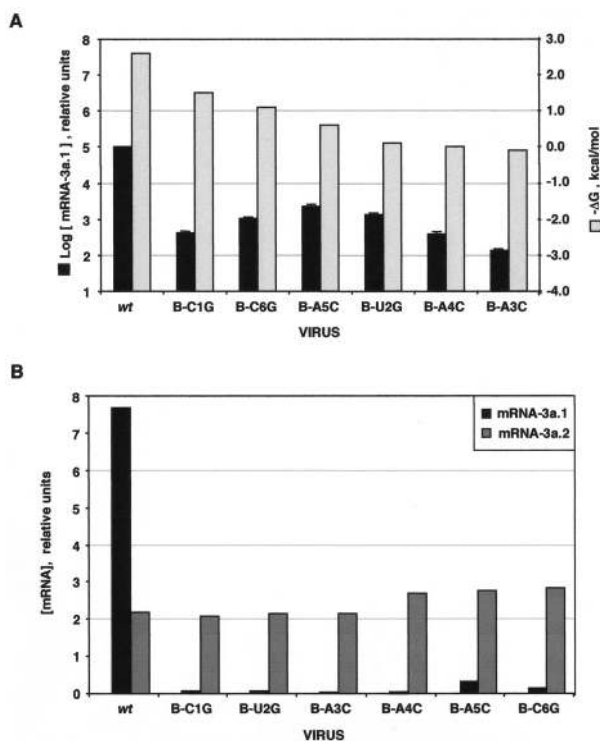 A
■ Log [ mRNA-3a.1 ] , relative units
8
7
6
5
4
3
2
1
3.0
2.0
1.0
0.0
-1.0
-2.0
-3.0
-4.0
□ -ΔG , kcal/mol
wt B-C1G B-C6G B-A5C B-U2G B-A4C B-A3C
VIRUS
B
[mRNA], relative units
8
7
6
5
4
3
2
1
0
■ mRNA-3a.1
■ mRNA-3a.2
wt B-C1G B-U2G B-A3C B-A4C B-A5C B-C6G
VIRUS